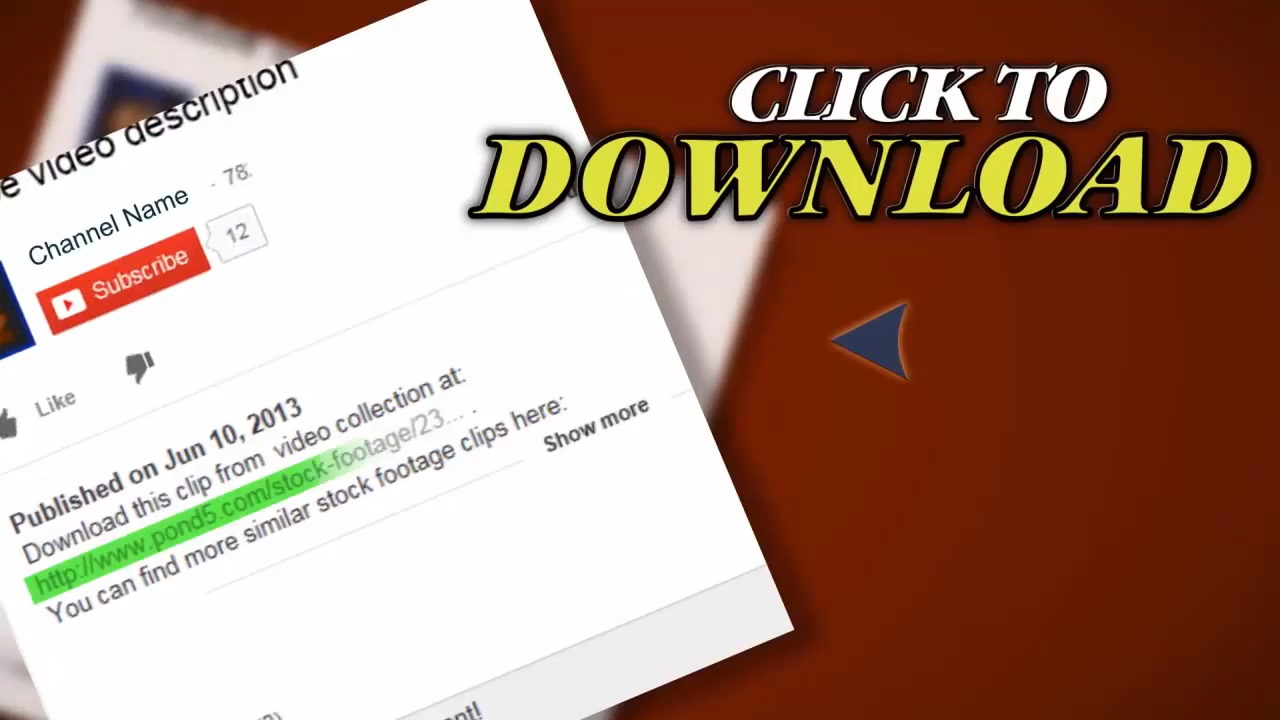 CLICK TO
DOWNLOAD
video description
Channel Name
78
Subscribe
12
Like
Published on Jun 10, 2013
Download this clip from video collection at:
http://www.pond5.com/stock-footage/23... .
You can find more similar stock footage clips here:
Show more